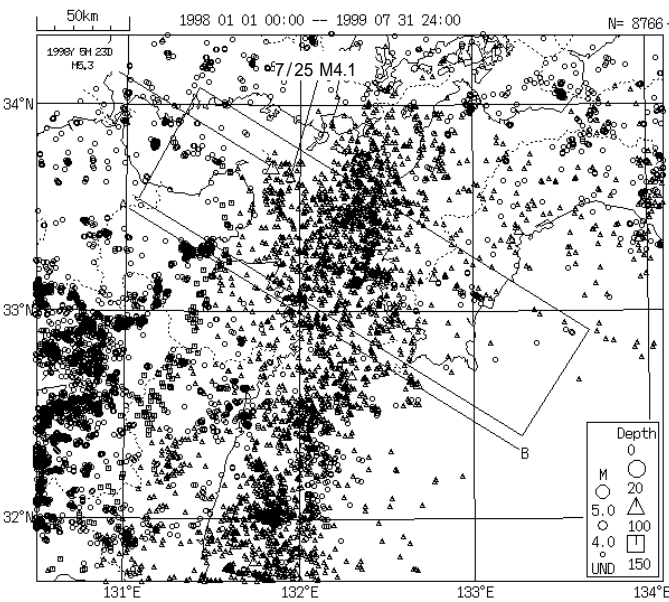 50km 1998 01 01 00:00 -- 1999 07 31 24:00 N= 8766
1998Y 5M 23D
M5.3
7/25 M4.1
34°N
A
33°N
B
32°N
Depth
0
M
20
5.0
100
4.0
150
UND
131°E 132°E 133°E 134°E